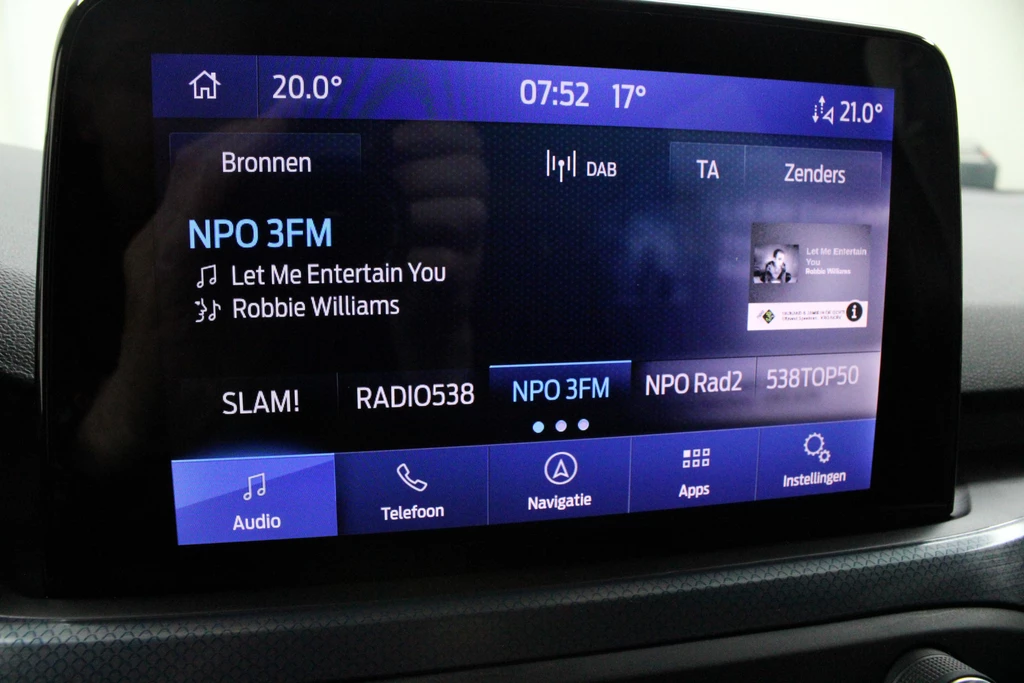 20.0° 07:52 17° 21.0°
Bronnen DAB TA Zenders
NPO 3FM
Let Me Entertain You
Robbie Williams
Let Me Entertain
You
Robbie Williams
SLAM! RADIO538 NPO 3FM NPO Rad2 538TOP50
Audio Telefoon Navigatie Apps Instellingen